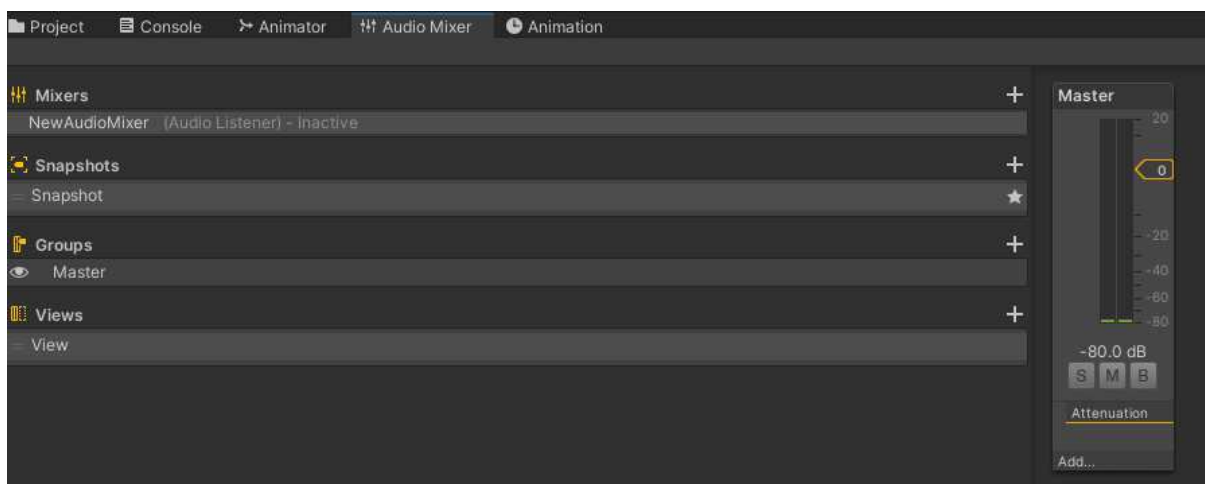 Project Console Animator Audio Mixer Animation
Mixers
NewAudioMixer (Audio Listener) - Inactive
Snapshots
Snapshot
Groups
Master
Views
View
Master
20
0
-20
-40
-60
-80
-80.0 dB
S M B
Attenuation
Add...